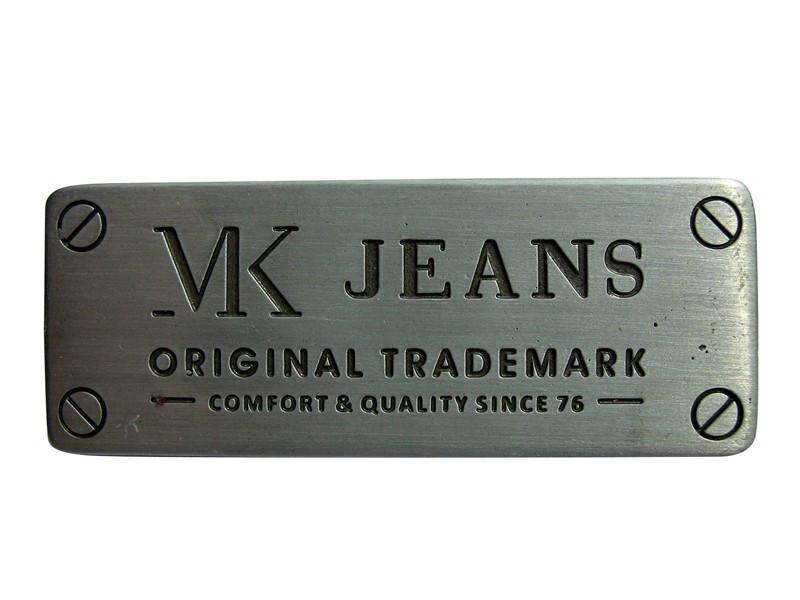 MK JEANS
ORIGINAL TRADEMARK
— COMFORT & QUALITY SINCE 76 —